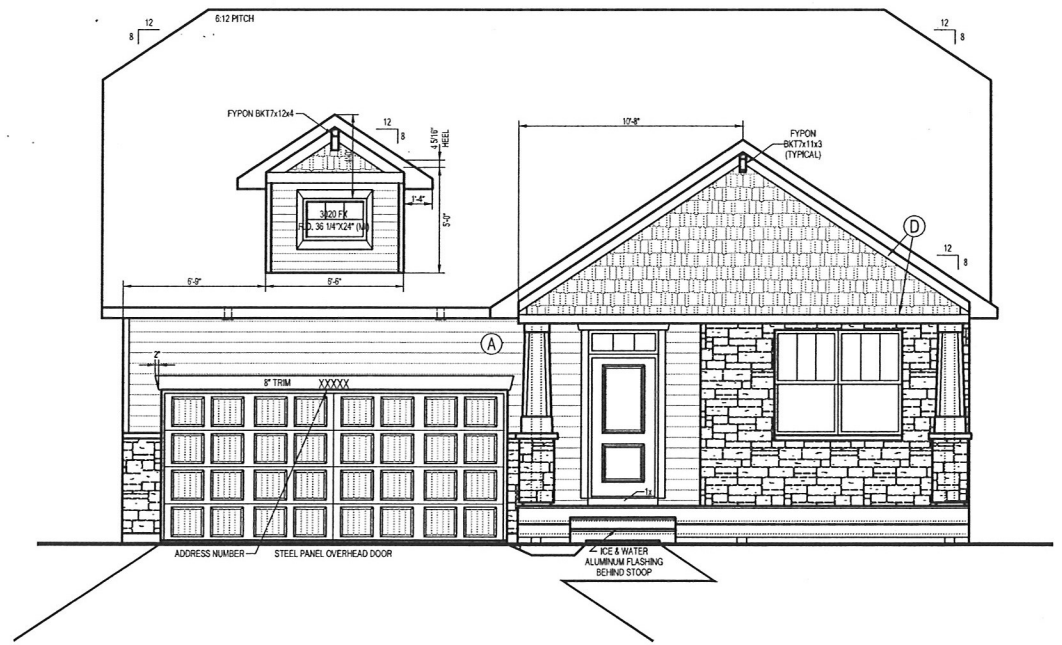 6:12 PITCH
12
8
12
8
FYPON BKT7x12x4
12
8
4 5/16"
HEEL
10'-8"
FYPON
BKT7x11x3
(TYPICAL)
1'-4"
5'-0"
3020 FX
R.O. 36 1/4"X24" (M)
D
12
8
6'-9"
5'-6"
A
2"
8" TRIM
XXXXX
1x
ADDRESS NUMBER
STEEL PANEL OVERHEAD DOOR
ICE & WATER
ALUMINUM FLASHING
BEHIND STOOP